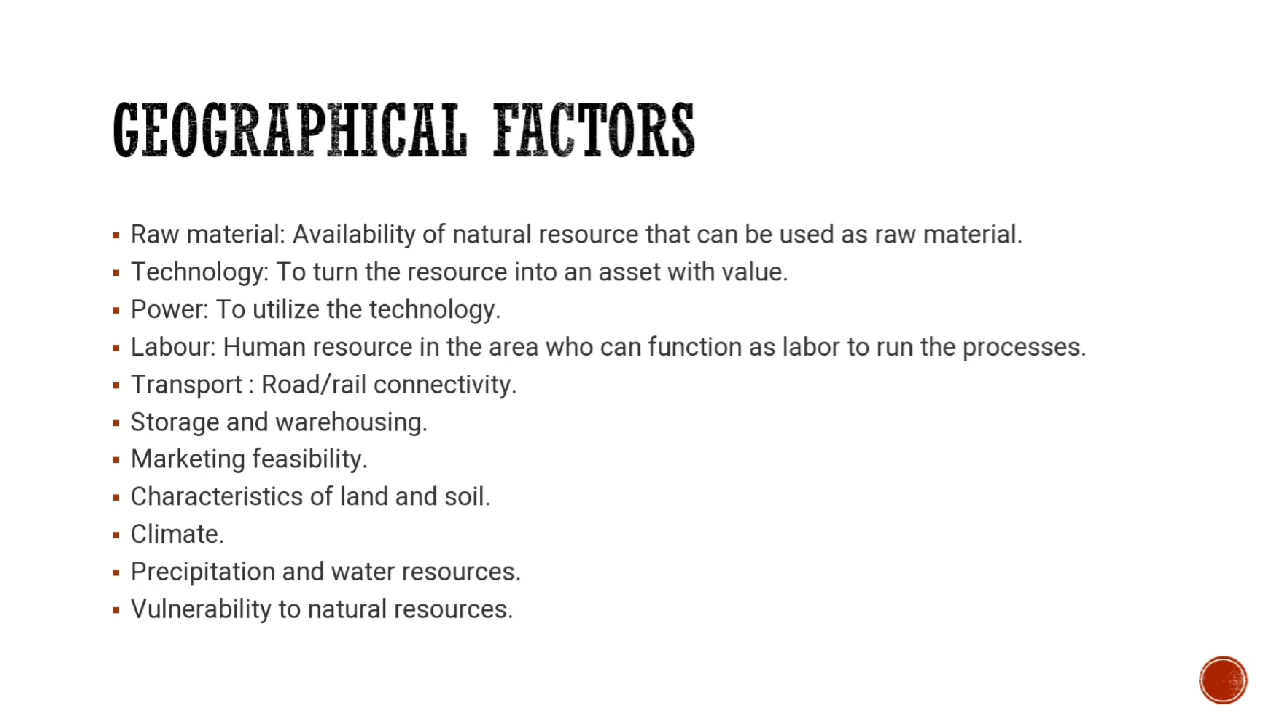 GEOGRAPHICAL FACTORS
Raw material: Availability of natural resource that can be used as raw material.
Technology: To turn the resource into an asset with value.
Power: To utilize the technology.
Labour: Human resource in the area who can function as labor to run the processes.
Transport : Road/rail connectivity.
Storage and warehousing.
Marketing feasibility.
Characteristics of land and soil.
Climate.
Precipitation and water resources.
Vulnerability to natural resources.